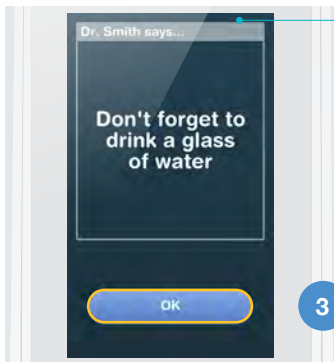 Dr. Smith says...
Don't forget to
drink a glass
of water
OK
3